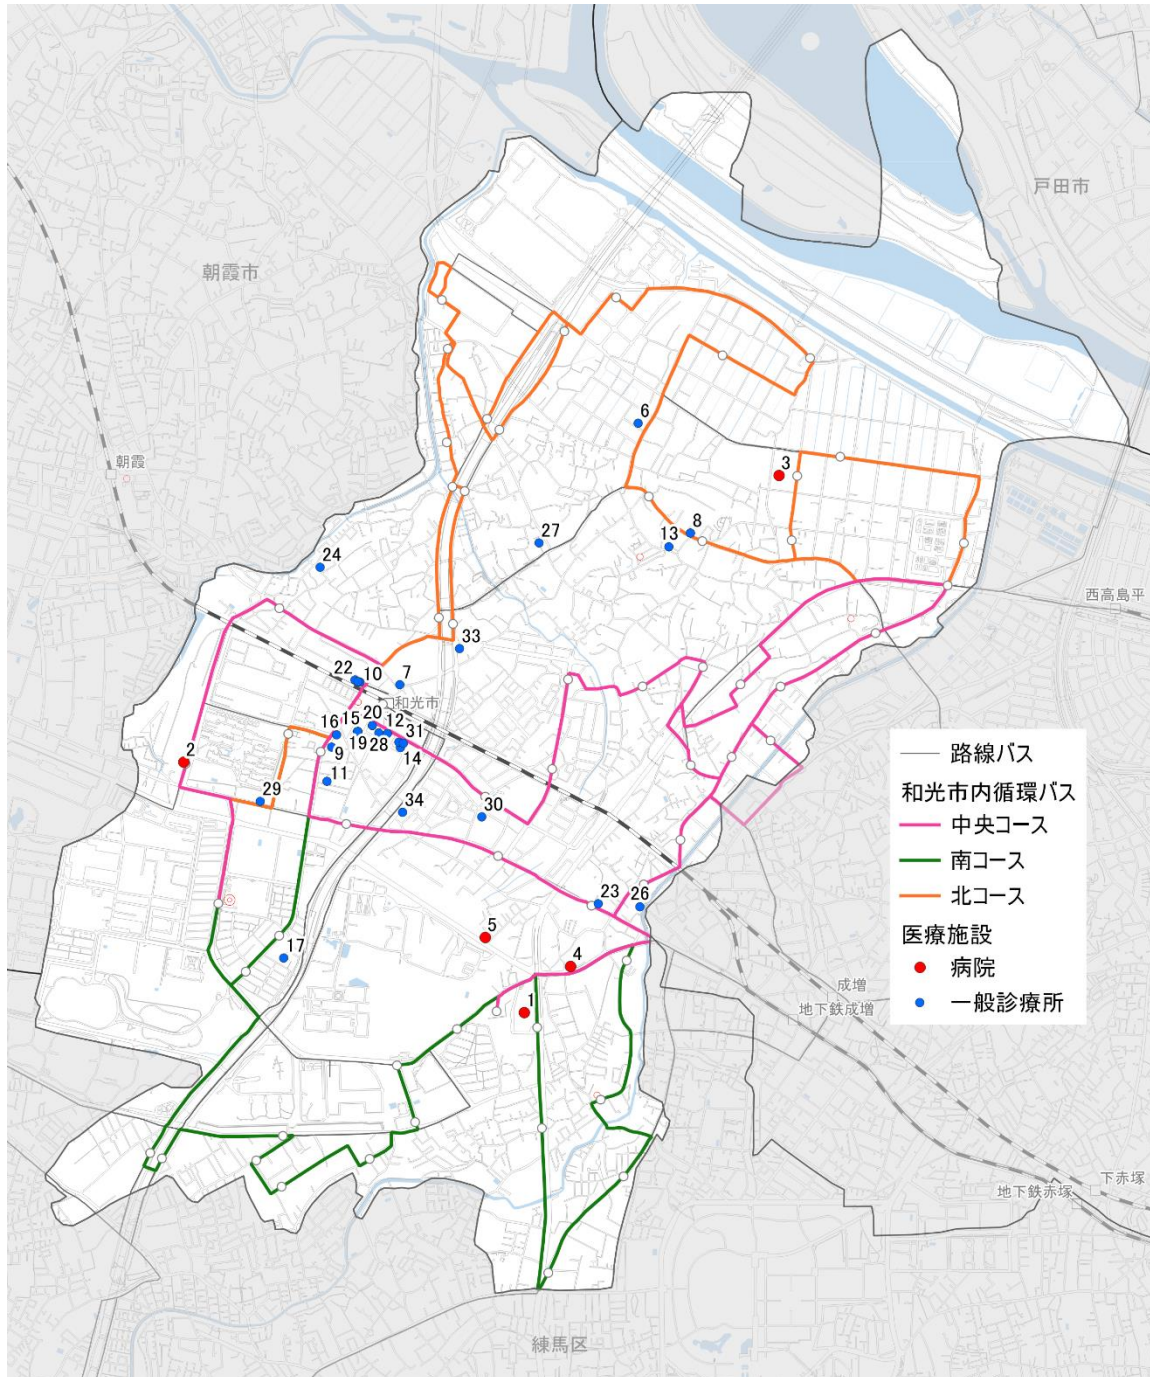 戸田市
朝霞市
6
朝霞
3
8
13
27
24
西高島平
33
22
10
7
和光市
20
12
15
16
31
19
28
14
9
2
11
29
34
30
路線バス
和光市内循環バス
中央コース
南コース
北コース
医療施設
病院
一般診療所
23
26
5
17
4
1
成増
地下鉄成増
下赤塚
地下鉄赤塚
練馬区